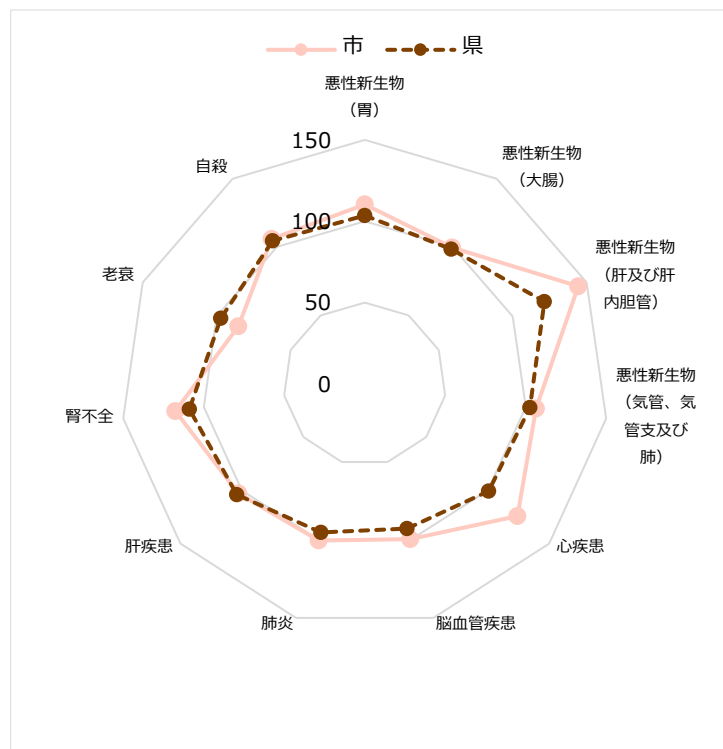 市 県
悪性新生物
（胃）
悪性新生物
（大腸）
悪性新生物
（肝及び肝
内胆管）
悪性新生物
（気管、気
管支及び
肺）
心疾患
脳血管疾患
肺炎
肝疾患
腎不全
老衰
自殺
150
100
50
0